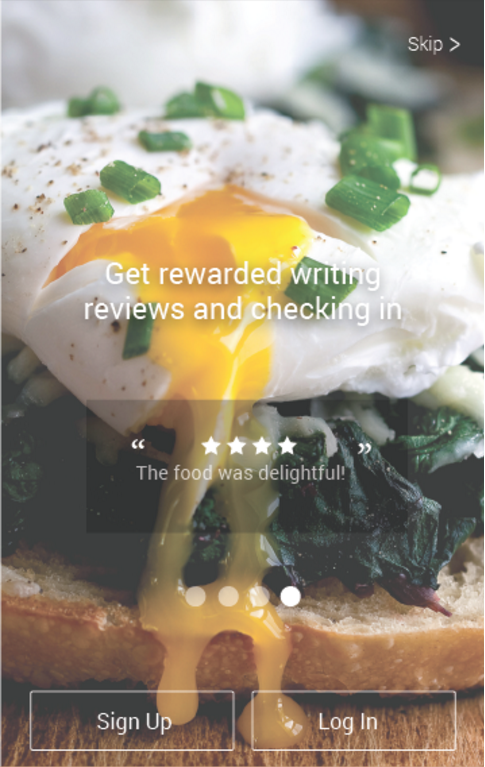 Skip >
Get rewarded writing
reviews and checking in
“ ★★★★ ”
The food was delightful!
Sign Up
Log In